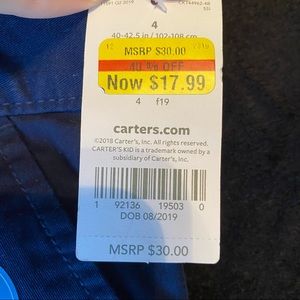 4
40-42.5 in / 102-108 cm
MSRP $30.00
40 % OFF
Now $17.99
4 f19
carters.com
©2018 Carter's, Inc. All rights reserved.
CARTER'S KID is a trademark owned by a
subsidiary of Carter's, Inc.
1 92136 19503 0
DOB 08/2019
MSRP $30.00